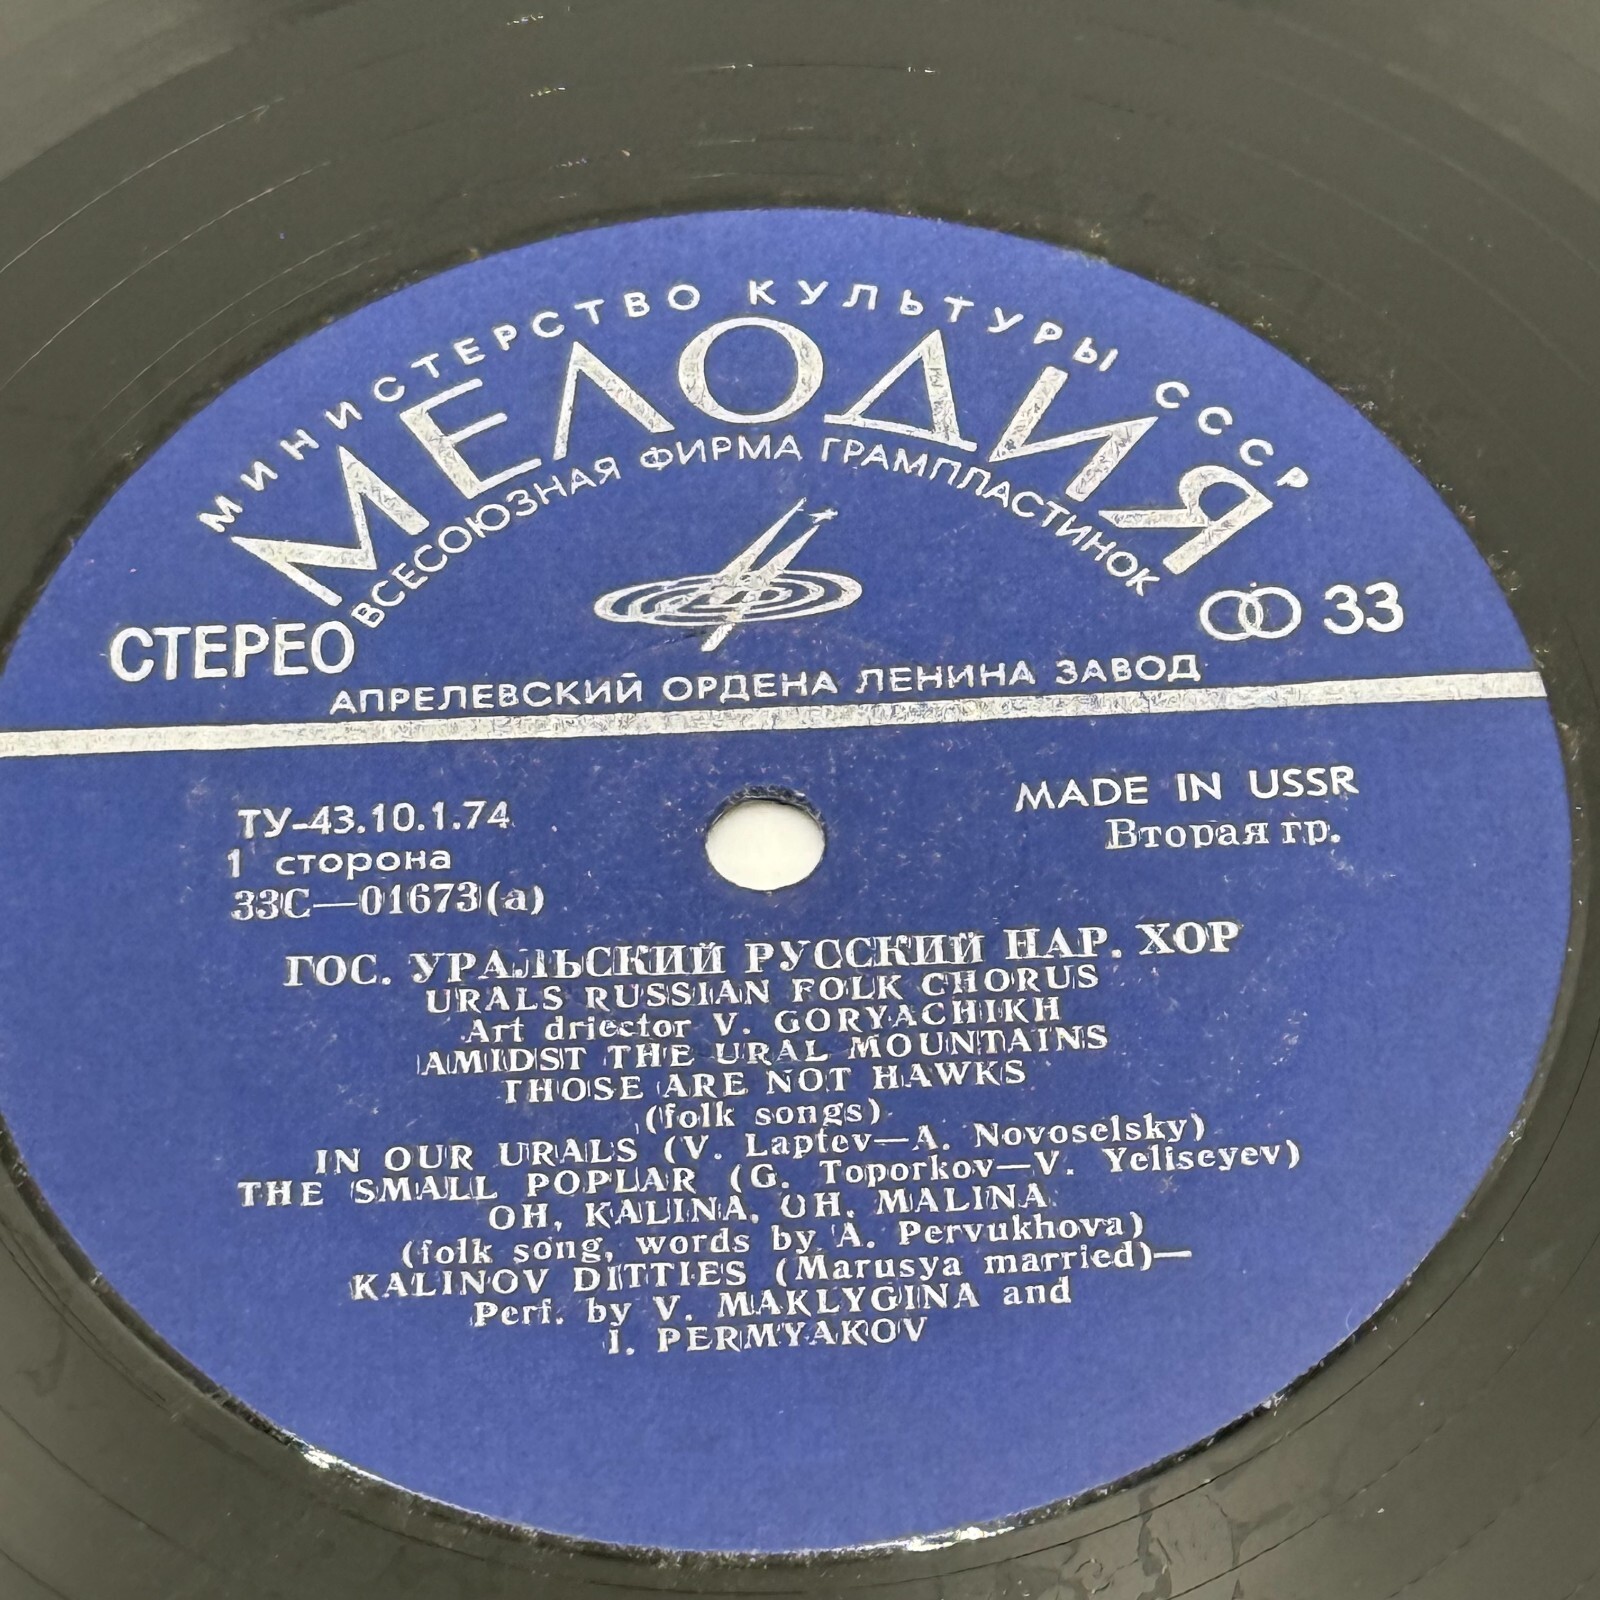 МИНИСТЕРСТВО КУЛЬТУРЫ СССР
МЕЛОДИЯ
ВСЕСОЮЗНАЯ ФИРМА ГРАМПЛАСТИНОК
СТЕРЕО
33
АПРЕЛЕВСКИЙ ОРДЕНА ЛЕНИНА ЗАВОД
ТУ-43.10.1.74
MADE IN USSR
1 сторона
Вторая гр.
33С—01673(а)
ГОС. УРАЛЬСКИЙ РУССКИЙ НАР. ХОР
URALS RUSSIAN FOLK CHORUS
Art driector V. GORYACHIKH
AMIDST THE URAL MOUNTAINS
THOSE ARE NOT HAWKS
(folk songs)
IN OUR URALS (V. Laptev—A. Novoselsky)
THE SMALL POPLAR (G. Toporkov—V. Yeliseyev)
OH, KALINA, OH, MALINA
(folk song, words by A. Pervukhova)
KALINOV DITTIES (Marusya married)—
Perf. by V. MAKLYGINA and
I. PERMYAKOV